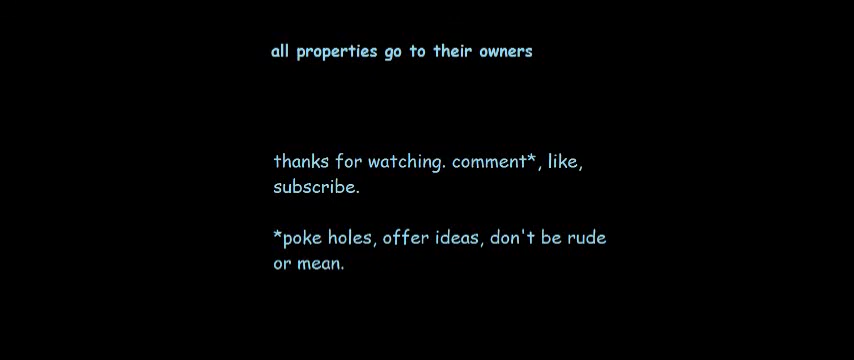 all properties go to their owners
thanks for watching. comment*, like,
subscribe.
*poke holes, offer ideas, don't be rude
or mean.